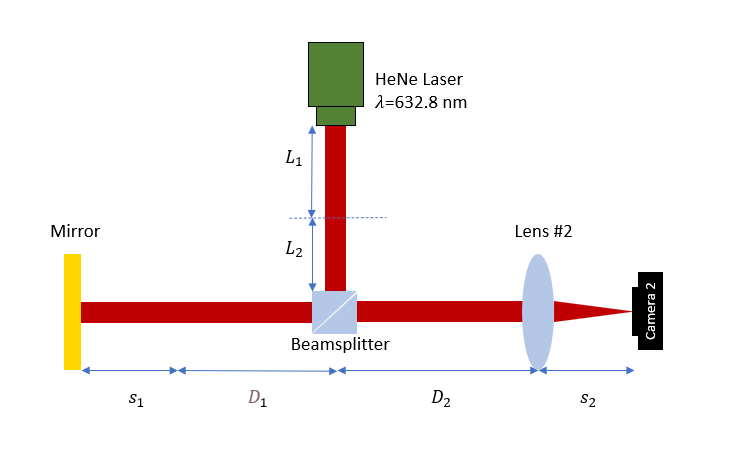 HeNe Laser
𝜆=632.8 nm
L₁
L₂
Mirror
Lens #2
Camera 2
Beamsplitter
s₁
D₁
D₂
s₂